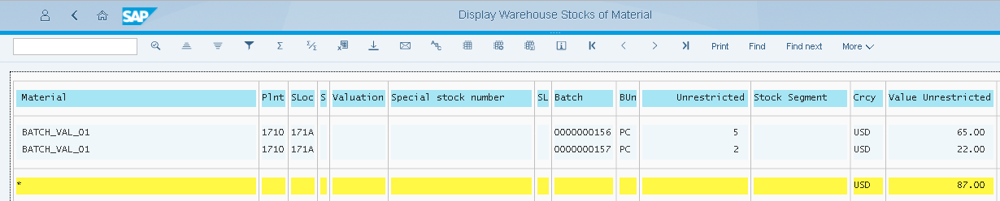 SAP Display Warehouse Stocks of Material
Print Find Find next More
Material Plnt SLoc S Valuation Special stock number SL Batch BUn Unrestricted Stock Segment Crcy Value Unrestricted
BATCH_VAL_01 1710 171A 0000000156 PC 5 USD 65.00
BATCH_VAL_01 1710 171A 0000000157 PC 2 USD 22.00
* USD 87.00